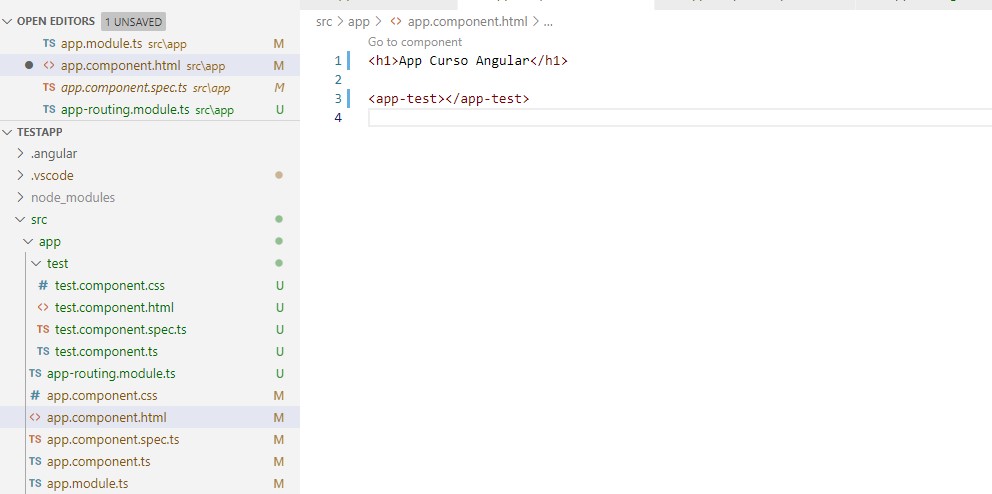 OPEN EDITORS 1 UNSAVED
TS app.module.ts src\app M
<> app.component.html src\app M
TS app.component.spec.ts src\app M
TS app-routing.module.ts src\app U
TESTAPP
.angular
.vscode
node_modules
src
app
test
# test.component.css U
<> test.component.html U
TS test.component.spec.ts U
TS test.component.ts U
TS app-routing.module.ts U
# app.component.css M
<> app.component.html M
TS app.component.spec.ts M
TS app.component.ts M
TS app.module.ts M
src > app > <> app.component.html > ...
Go to component
1 <h1>App Curso Angular</h1>
2
3 <app-test></app-test>
4